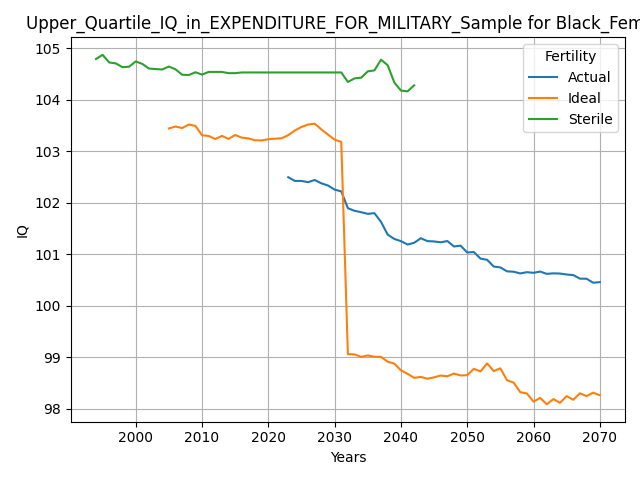 Upper_Quartile_IQ_in_EXPENDITURE_FOR_MILITARY_Sample for Black_Fem
Fertility
Actual
Ideal
Sterile
105
104
103
102
101
100
99
98
IQ
2000
2010
2020
2030
2040
2050
2060
2070
Years